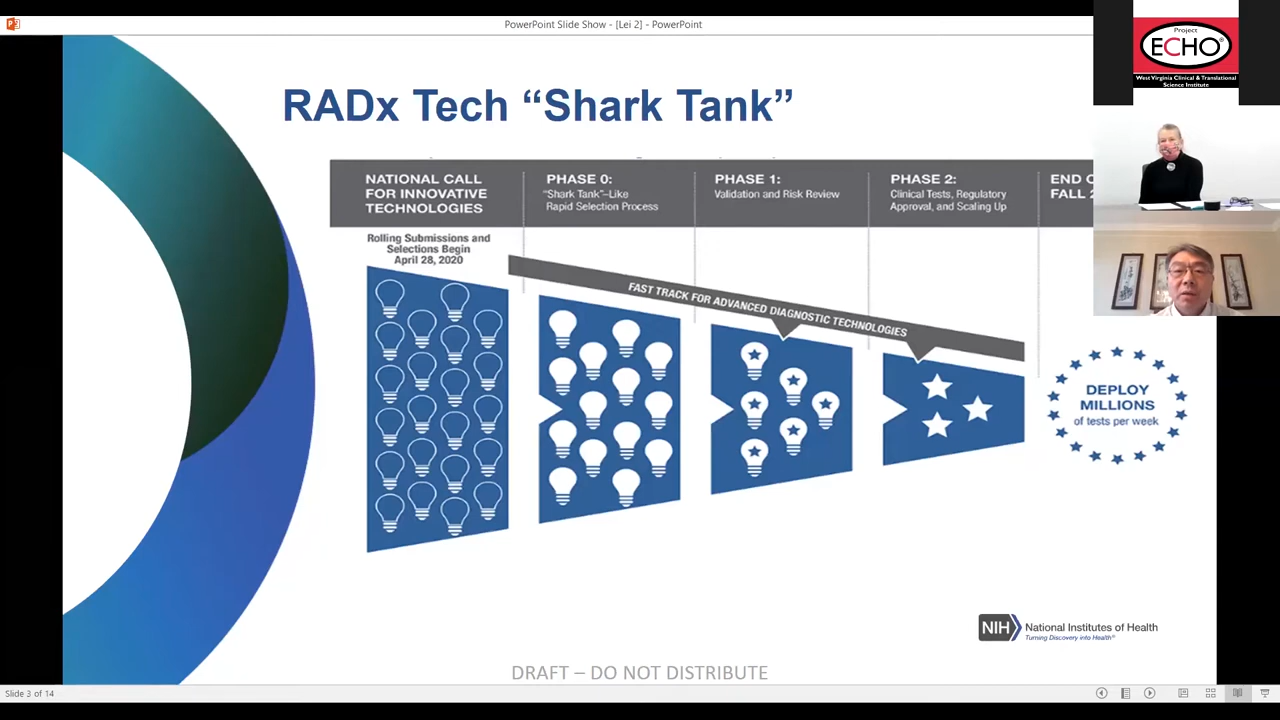 PowerPoint Slide Show - [Lei 2] - PowerPoint
Project
ECHO®
West Virginia Clinical & Translational
Science Institute
RADx Tech “Shark Tank”
NATIONAL CALL
FOR INNOVATIVE
TECHNOLOGIES
PHASE 0:
“Shark Tank”–Like
Rapid Selection Process
PHASE 1:
Validation and Risk Review
PHASE 2:
Clinical Tests, Regulatory
Approval, and Scaling Up
END
FALL
Rolling Submissions and
Selections Begin
April 28, 2020
FAST TRACK FOR ADVANCED DIAGNOSTIC TECHNOLOGIES
DEPLOY
MILLIONS
of tests per week
NIH National Institutes of Health
Turning Discovery into Health®
DRAFT – DO NOT DISTRIBUTE
Slide 3 of 14